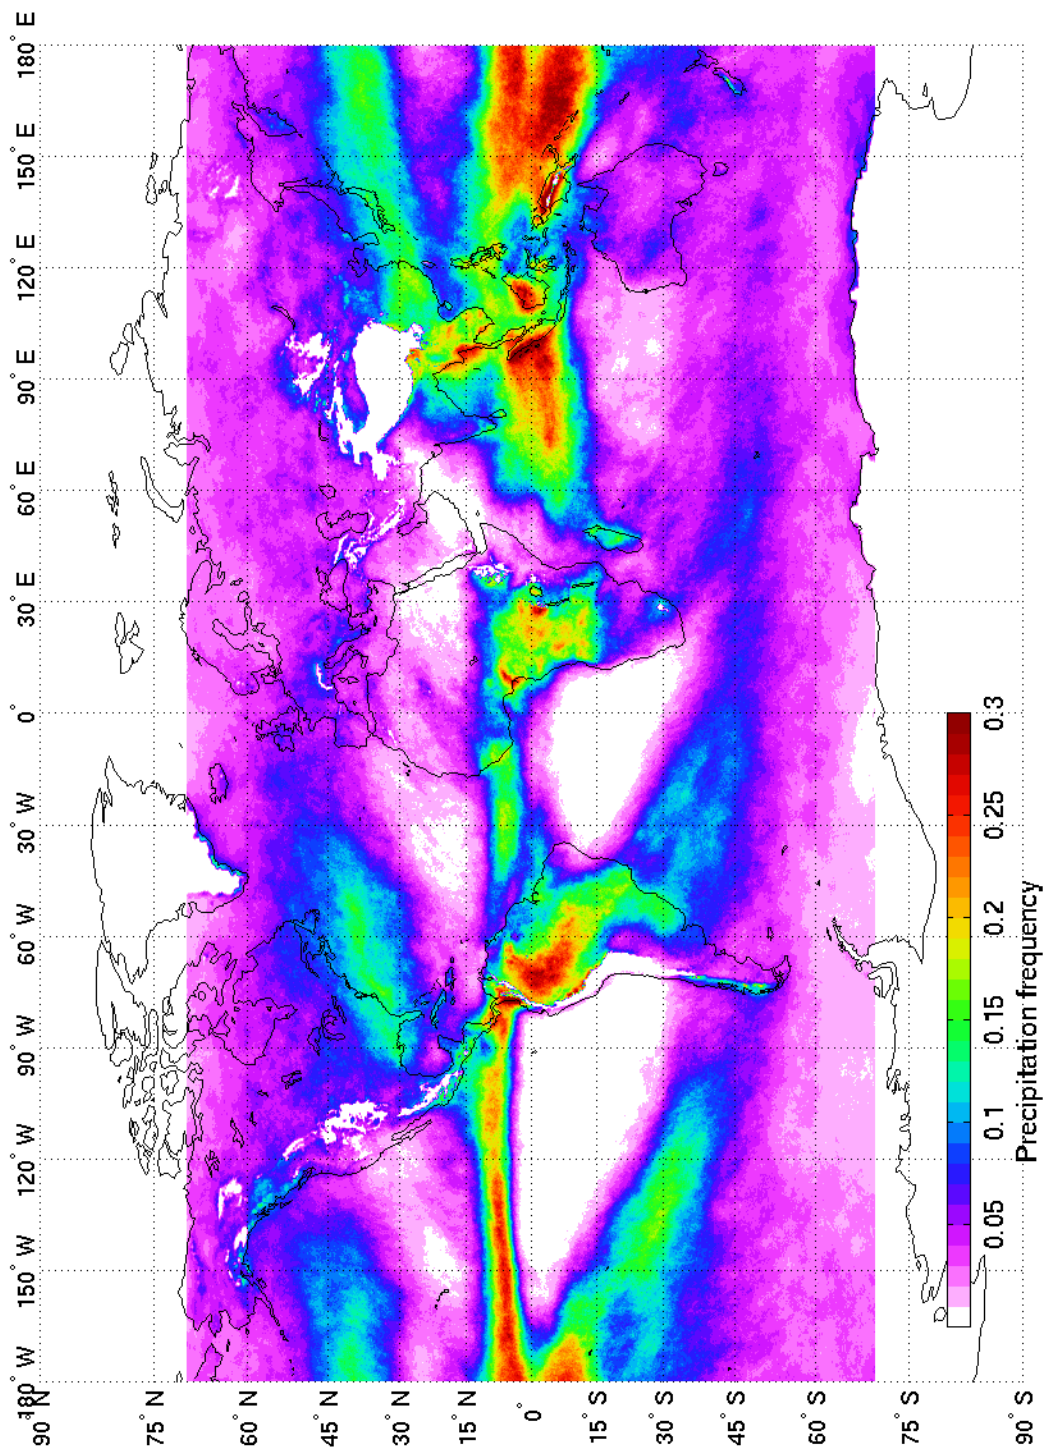 180° W
150° W
120° W
90° W
60° W
30° W
0°
30° E
60° E
90° E
120° E
150° E
180° E
90° N
75° N
60° N
45° N
30° N
15° N
0°
15° S
30° S
45° S
60° S
75° S
90° S
0.05
0.1
0.15
0.2
0.25
0.3
Precipitation frequency